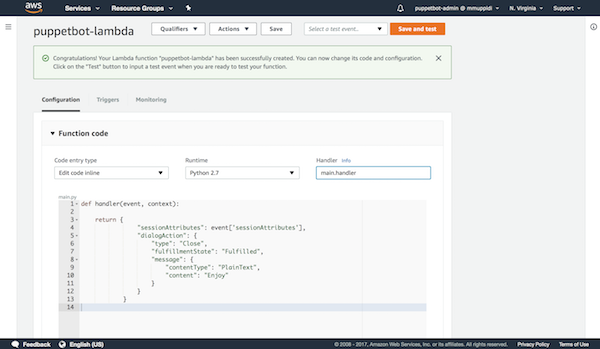 aws
Services Resource Groups puppetbot-admin @ mmuppidi N. Virginia Support
puppetbot-lambda
Qualifiers Actions Save Select a test event.. Save and test
Congratulations! Your Lambda function "puppetbot-lambda" has been successfully created. You can now change its code and configuration.
Click on the "Test" button to input a test event when you are ready to test your function.
Configuration Triggers Monitoring
Function code
Code entry type Runtime Handler Info
Edit code inline Python 2.7 main.handler
main.py
1 def handler(event, context):
2
3 return {
4 "sessionAttributes": event['sessionAttributes'],
5 "dialogAction": {
6 "type": "Close",
7 "fulfillmentState": "Fulfilled",
8 "message": {
9 "contentType": "PlainText",
10 "content": "Enjoy"
11 }
12 }
13 }
14
Feedback English (US) © 2008 - 2017, Amazon Web Services, Inc. or its affiliates. All rights reserved. Privacy Policy Terms of Use